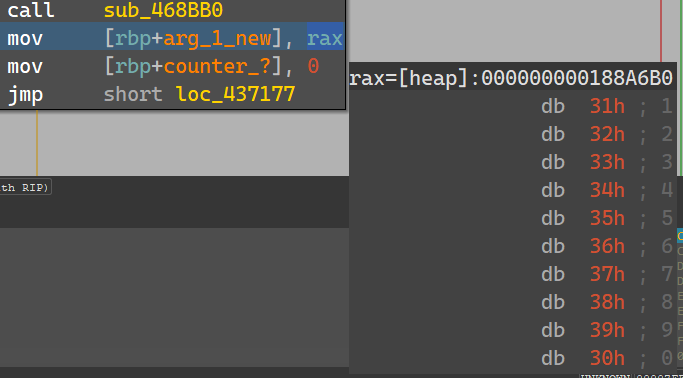 call sub_468BB0
mov [rbp+arg_1_new], rax
mov [rbp+counter_?], 0
jmp short loc_437177
rax=[heap]:000000000188A6B0
db 31h ; 1
db 32h ; 2
db 33h ; 3
db 34h ; 4
db 35h ; 5
db 36h ; 6
db 37h ; 7
db 38h ; 8
db 39h ; 9
db 30h ; 0
th RIP)